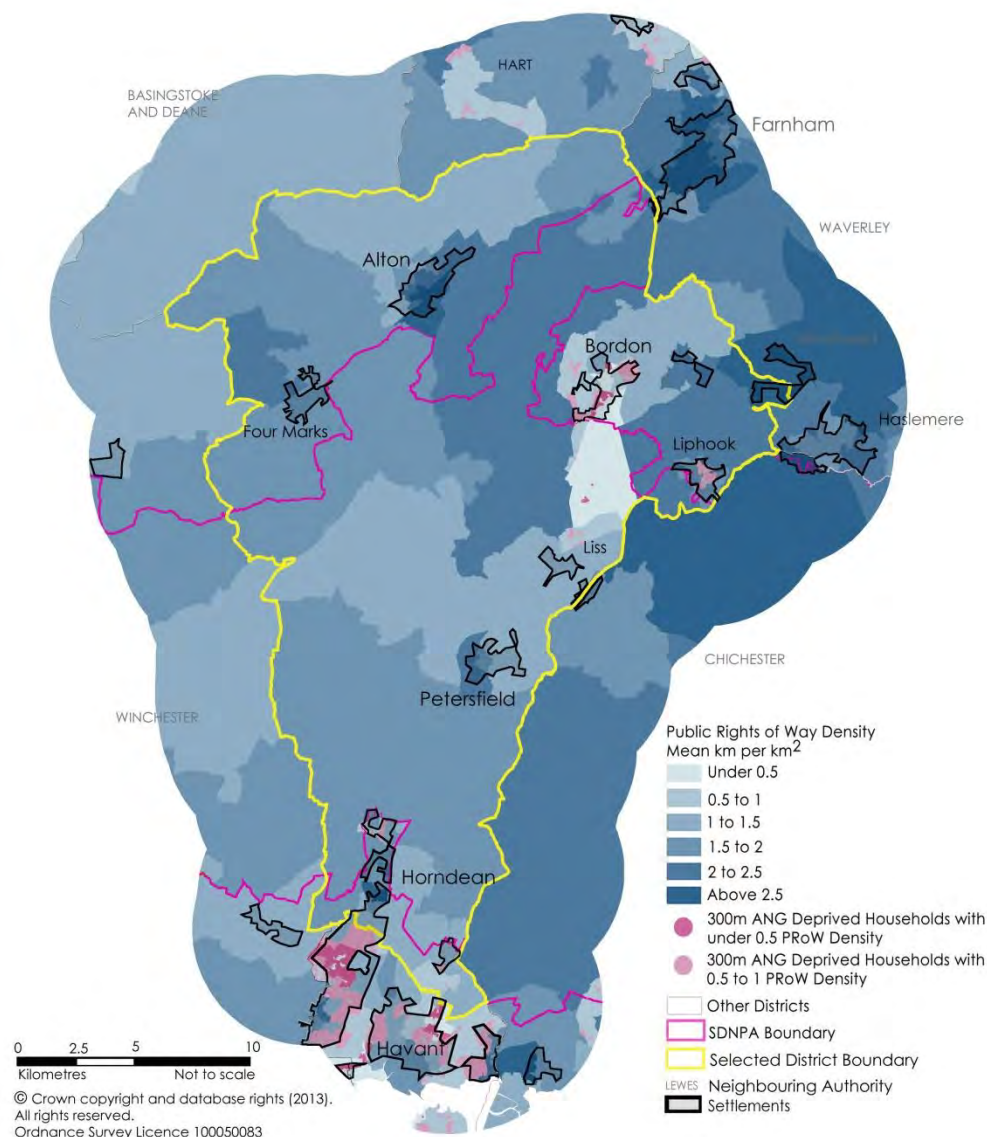 HART
BASINGSTOKE
AND DEANE
Farnham
WAVERLEY
Alton
Bordon
Four Marks
Haslemere
Liphook
Liss
CHICHESTER
Petersfield
WINCHESTER
Horndean
Havant
Public Rights of Way Density
Mean km per km2
Under 0.5
0.5 to 1
1 to 1.5
1.5 to 2
2 to 2.5
Above 2.5
300m ANG Deprived Households with
under 0.5 PRoW Density
300m ANG Deprived Households with
0.5 to 1 PRoW Density
Other Districts
SDNPA Boundary
Selected District Boundary
LEWES Neighbouring Authority
Settlements
0 2.5 5 10
Kilometres Not to scale
© Crown copyright and database rights (2013).
All rights reserved.
Ordnance Survey Licence 100050083